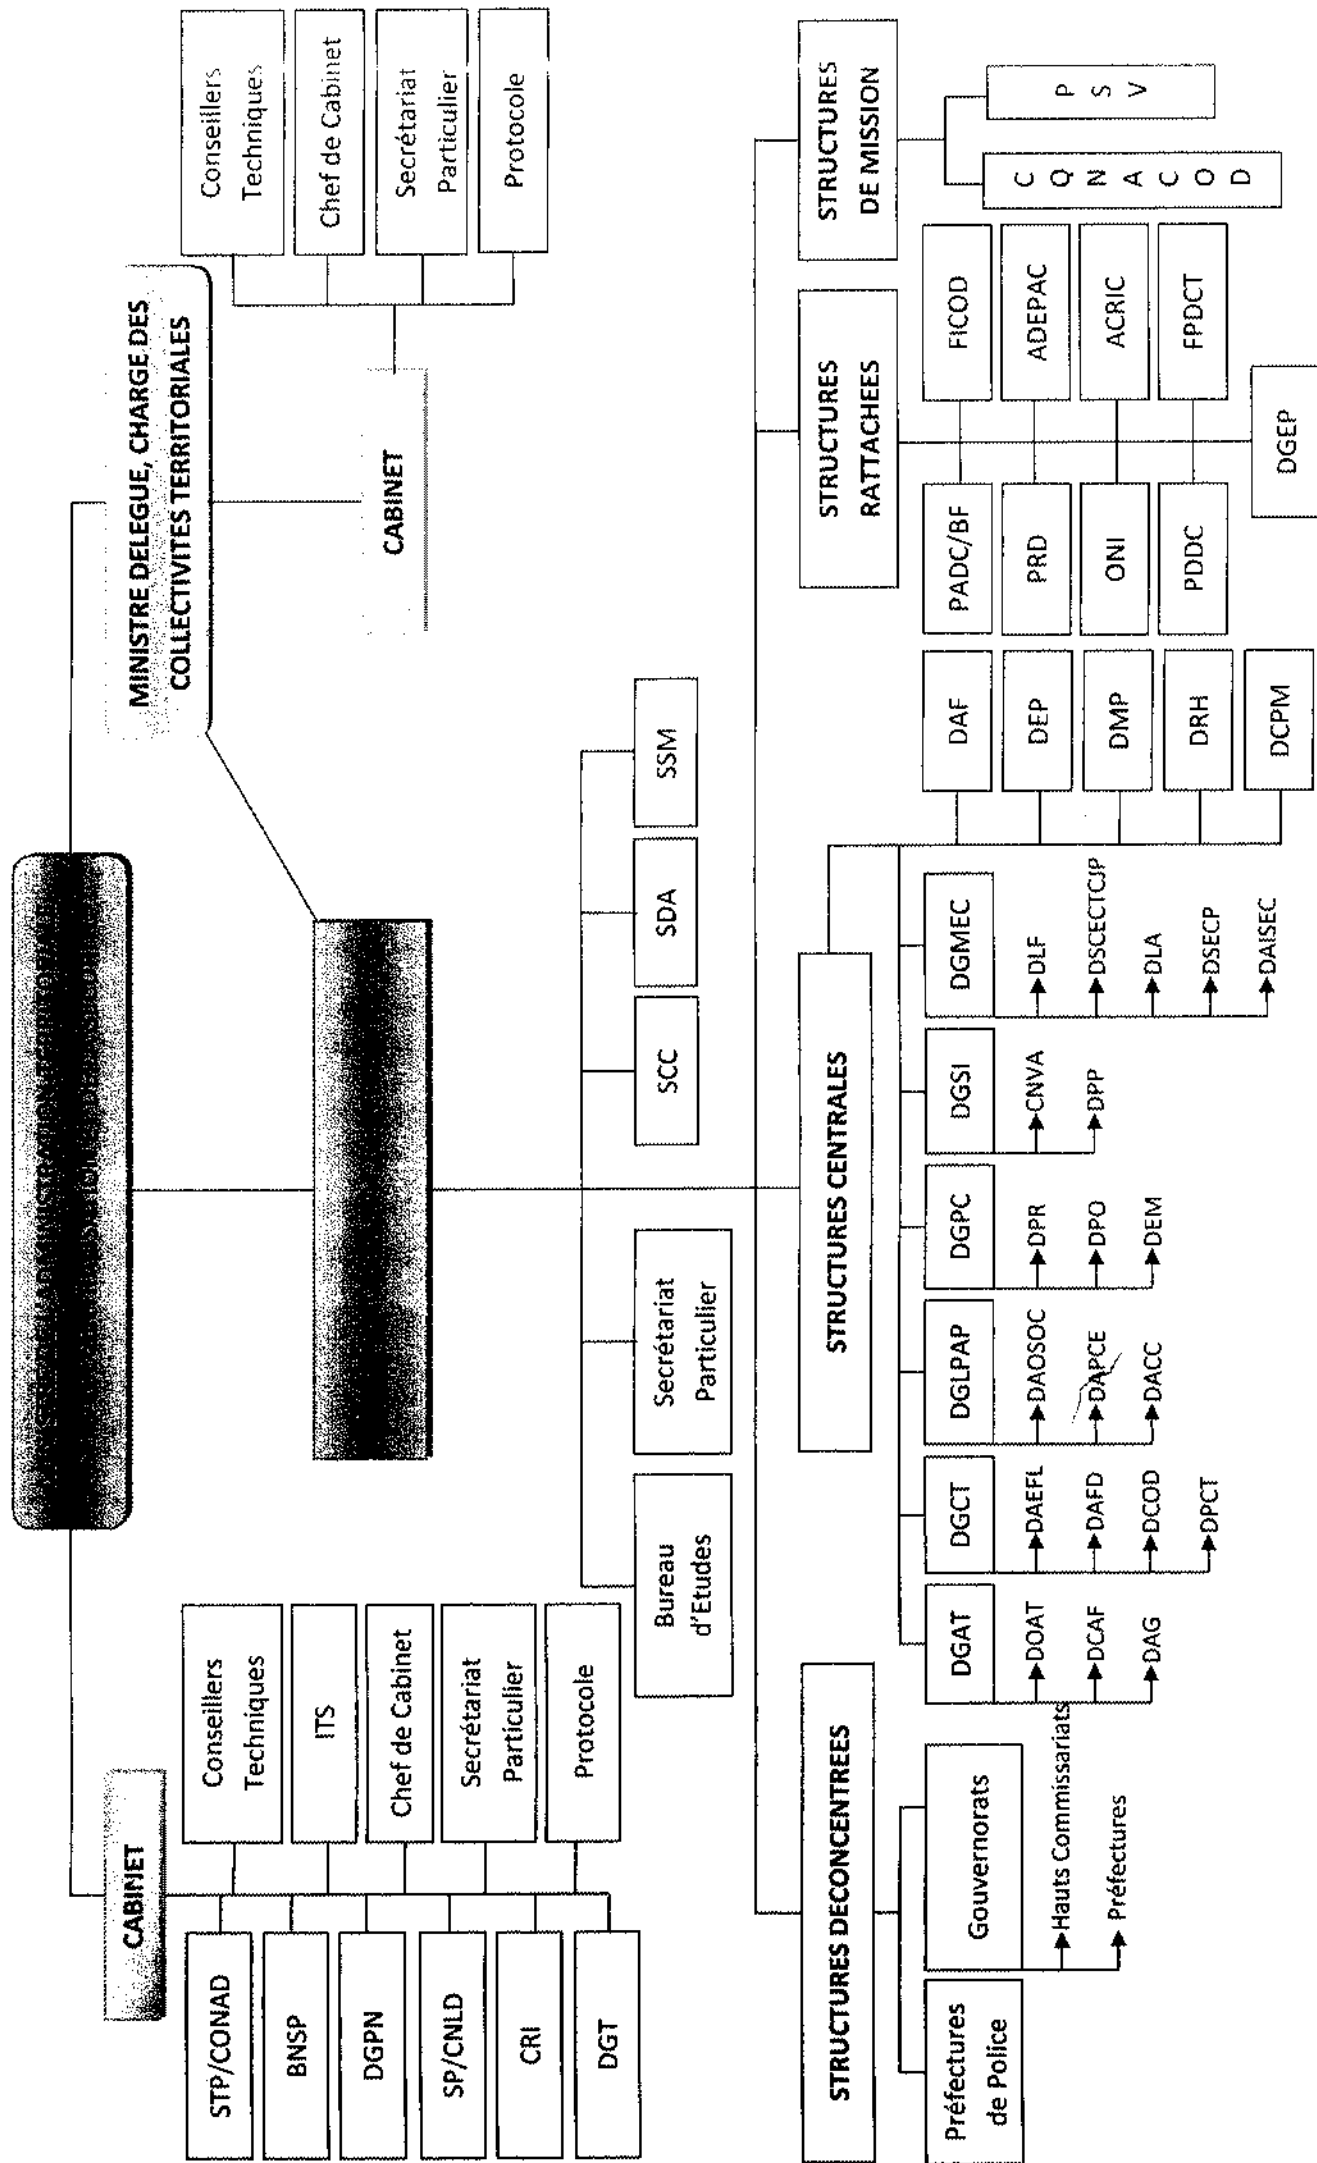 MINISTRE DELEGUE, CHARGE DES
COLLECTIVITES TERRITORIALES
CABINET
Conseillers
Techniques
ITS
Chef de Cabinet
Secrétariat
Particulier
Protocole
STP/CONAD
BNSP
DGPN
SP/CNLD
CRI
DGT
CABINET
Conseillers
Techniques
Chef de Cabinet
Secrétariat
Particulier
Protocole
Bureau
d'Etudes
Secrétariat
Particulier
SCC
SDA
SSM
STRUCTURES DECONCENTREES
Préfectures
de Police
Gouvernorats
Hauts Commissariats
Préfectures
STRUCTURES CENTRALES
DGAT
DOAT
DCAF
DAG
DGCT
DAEFL
DAFD
DCOD
DPCT
DGLPAP
DAOSOC
DAPCE
DACC
DGPC
DPR
DPO
DEM
DGSI
CNVA
DPP
DGMEC
DLF
DSCECTCJP
DLA
DSECP
DAISEC
DAF
DEP
DMP
DRH
DCPM
STRUCTURES
RATTACHEES
PADC/BF
FICOD
PRD
ADEPAC
ONI
ACRIC
PDDC
FPDCT
DGEP
STRUCTURES
DE MISSION
C
Q
N
A
C
O
D
P
S
V